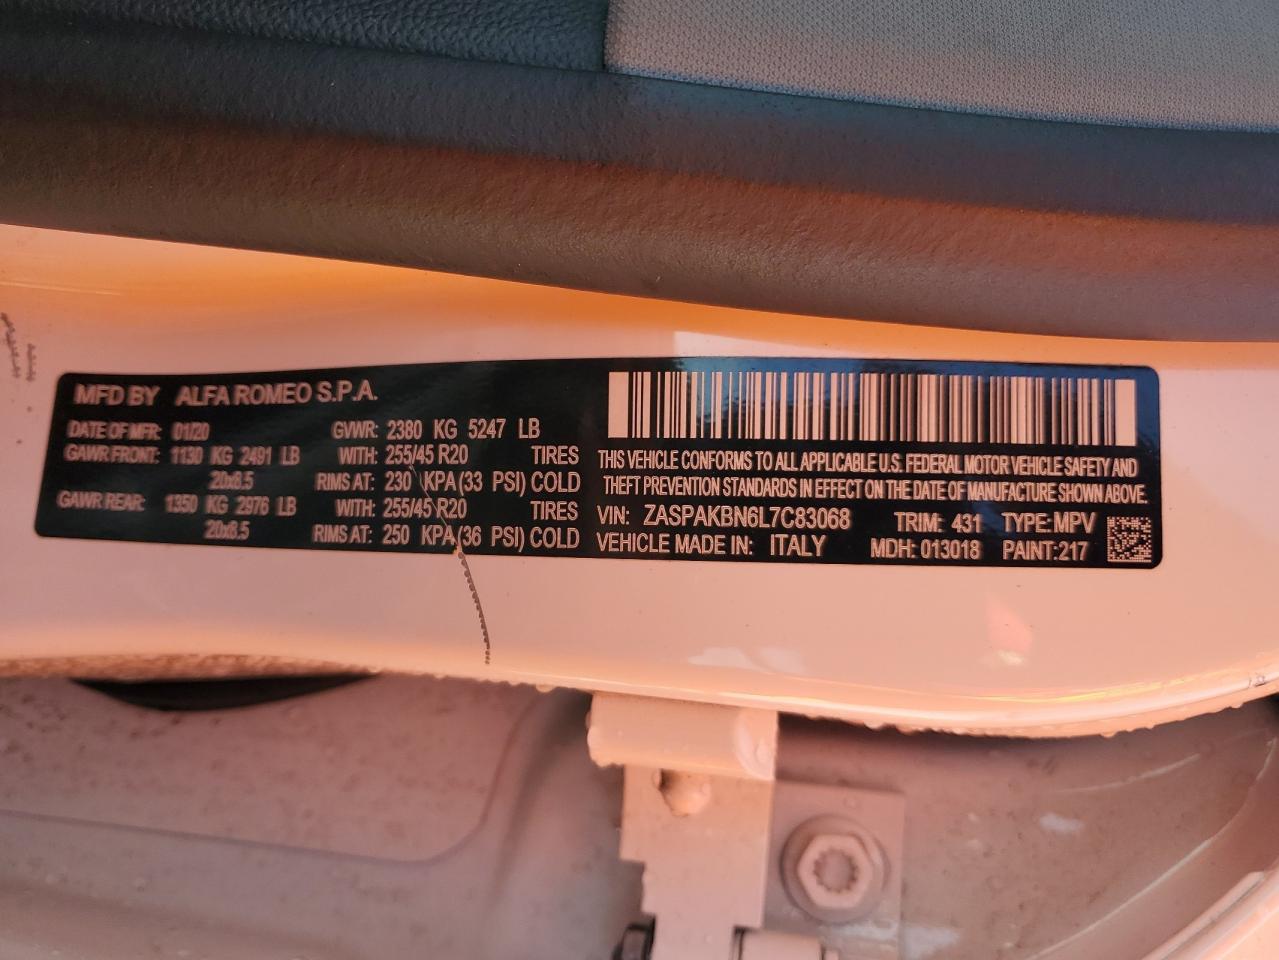 MFD BY ALFA ROMEO S.P.A.
DATE OF MFR: 01/20 GVWR: 2380 KG 5247 LB
GAWR FRONT: 1130 KG 2491 LB WITH: 255/45 R20 TIRES
20x8.5 RIMS AT: 230 KPA (33 PSI) COLD
GAWR REAR: 1350 KG 2976 LB WITH: 255/45 R20 TIRES
20x8.5 RIMS AT: 250 KPA (36 PSI) COLD
THIS VEHICLE CONFORMS TO ALL APPLICABLE U.S. FEDERAL MOTOR VEHICLE SAFETY AND
THEFT PREVENTION STANDARDS IN EFFECT ON THE DATE OF MANUFACTURE SHOWN ABOVE.
VIN: ZASPAKBN6L7C83068 TRIM: 431 TYPE: MPV
VEHICLE MADE IN: ITALY MDH: 013018 PAINT:217